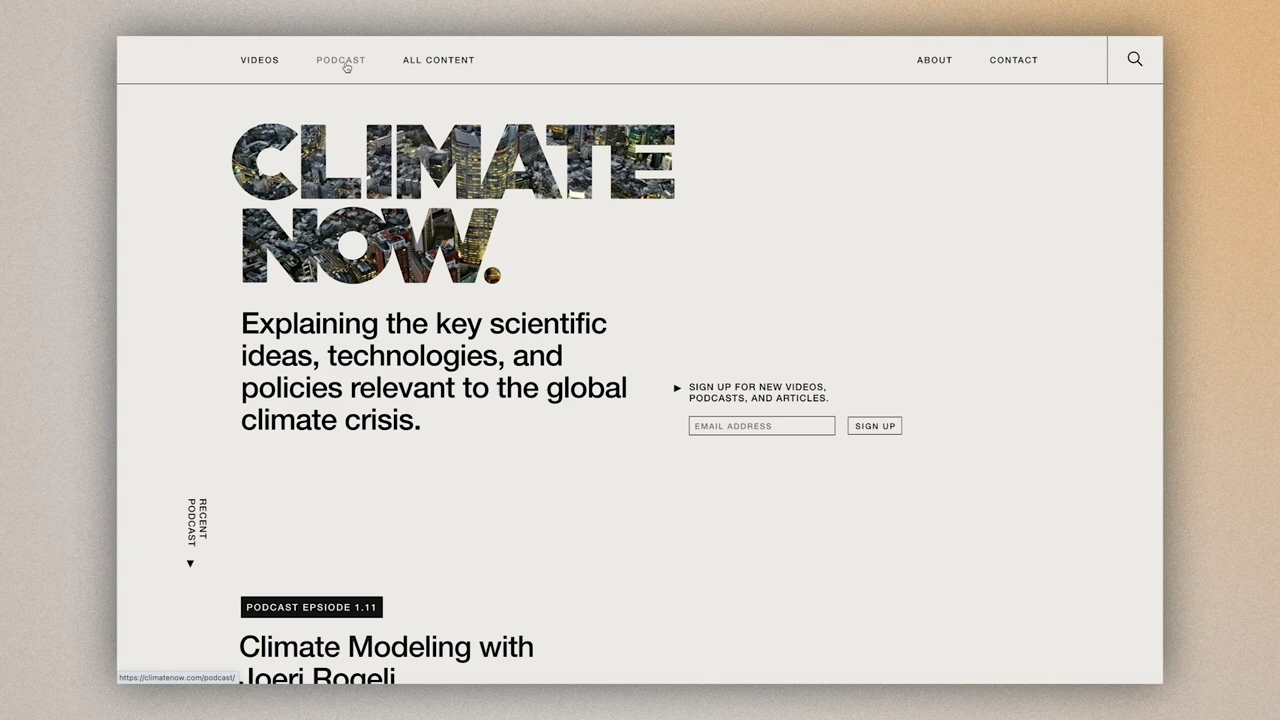 VIDEOS PODCAST ALL CONTENT ABOUT CONTACT
CLIMATE
NOW.
Explaining the key scientific
ideas, technologies, and
policies relevant to the global
climate crisis.
SIGN UP FOR NEW VIDEOS,
PODCASTS, AND ARTICLES.
EMAIL ADDRESS SIGN UP
RECENT
PODCAST
PODCAST EPSIODE 1.11
Climate Modeling with
Joeri Rogelj
https://climatenow.com/podcast/